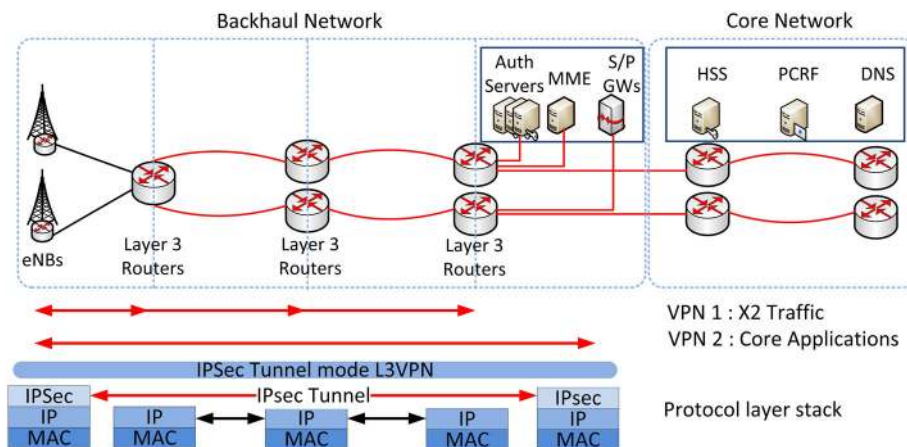 Backhaul Network
Core Network
Auth
Servers
MME
S/P
GWs
HSS
PCRF
DNS
eNBs
Layer 3
Routers
Layer 3
Routers
Layer 3
Routers
VPN 1 : X2 Traffic
VPN 2 : Core Applications
IPSec Tunnel mode L3VPN
IPSec
IPsec Tunnel
IPsec
IP
IP
IP
IP
IP
MAC
MAC
MAC
MAC
MAC
Protocol layer stack